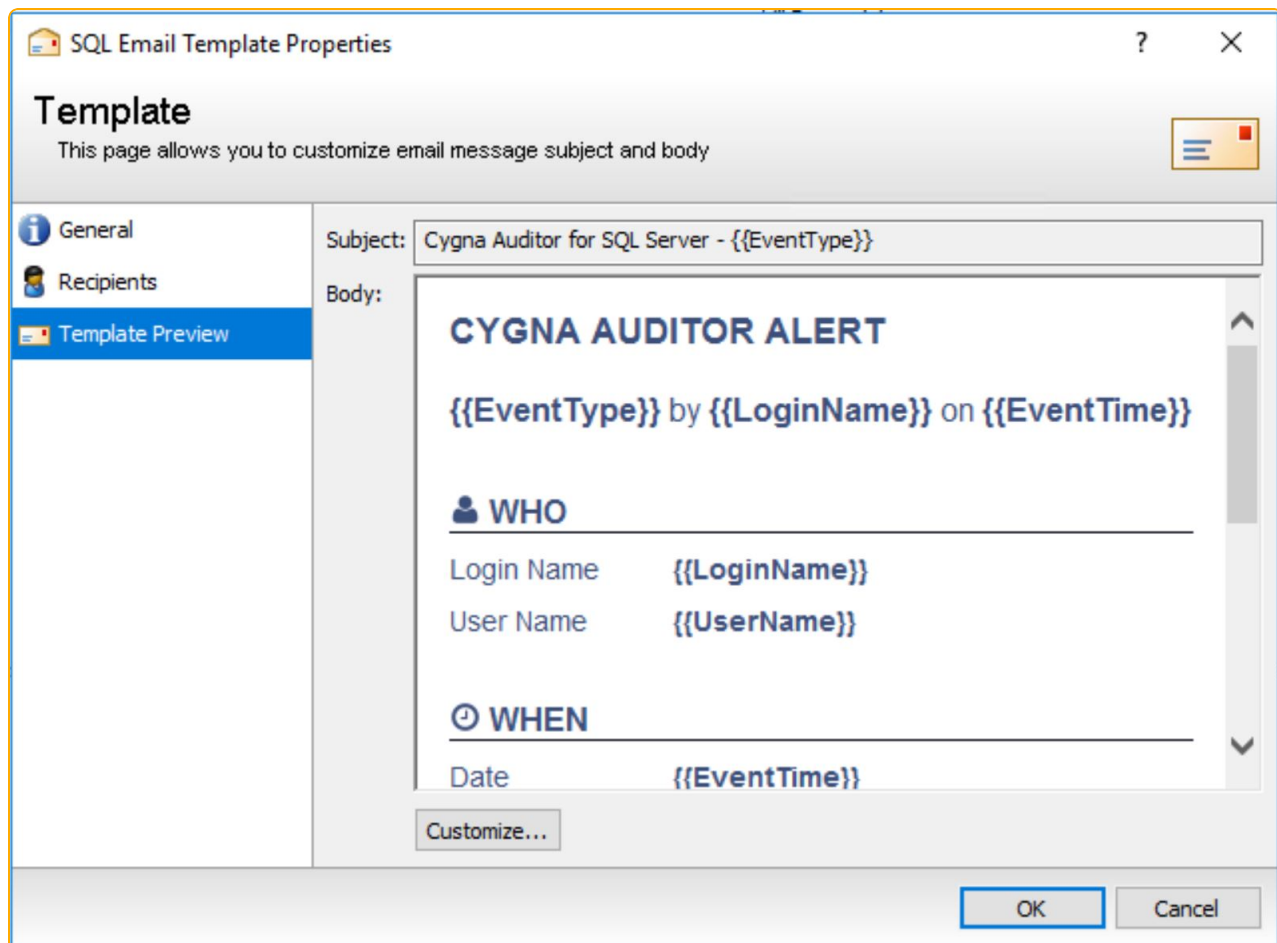 SQL Email Template Properties
?
Template
This page allows you to customize email message subject and body
General
Recipients
Template Preview
Subject: Cygna Auditor for SQL Server - {{EventType}}
Body:
CYGNA AUDITOR ALERT
{{EventType}} by {{LoginName}} on {{EventTime}}
WHO
Login Name {{LoginName}}
User Name {{UserName}}
WHEN
Date {{EventTime}}
Customize...
OK Cancel